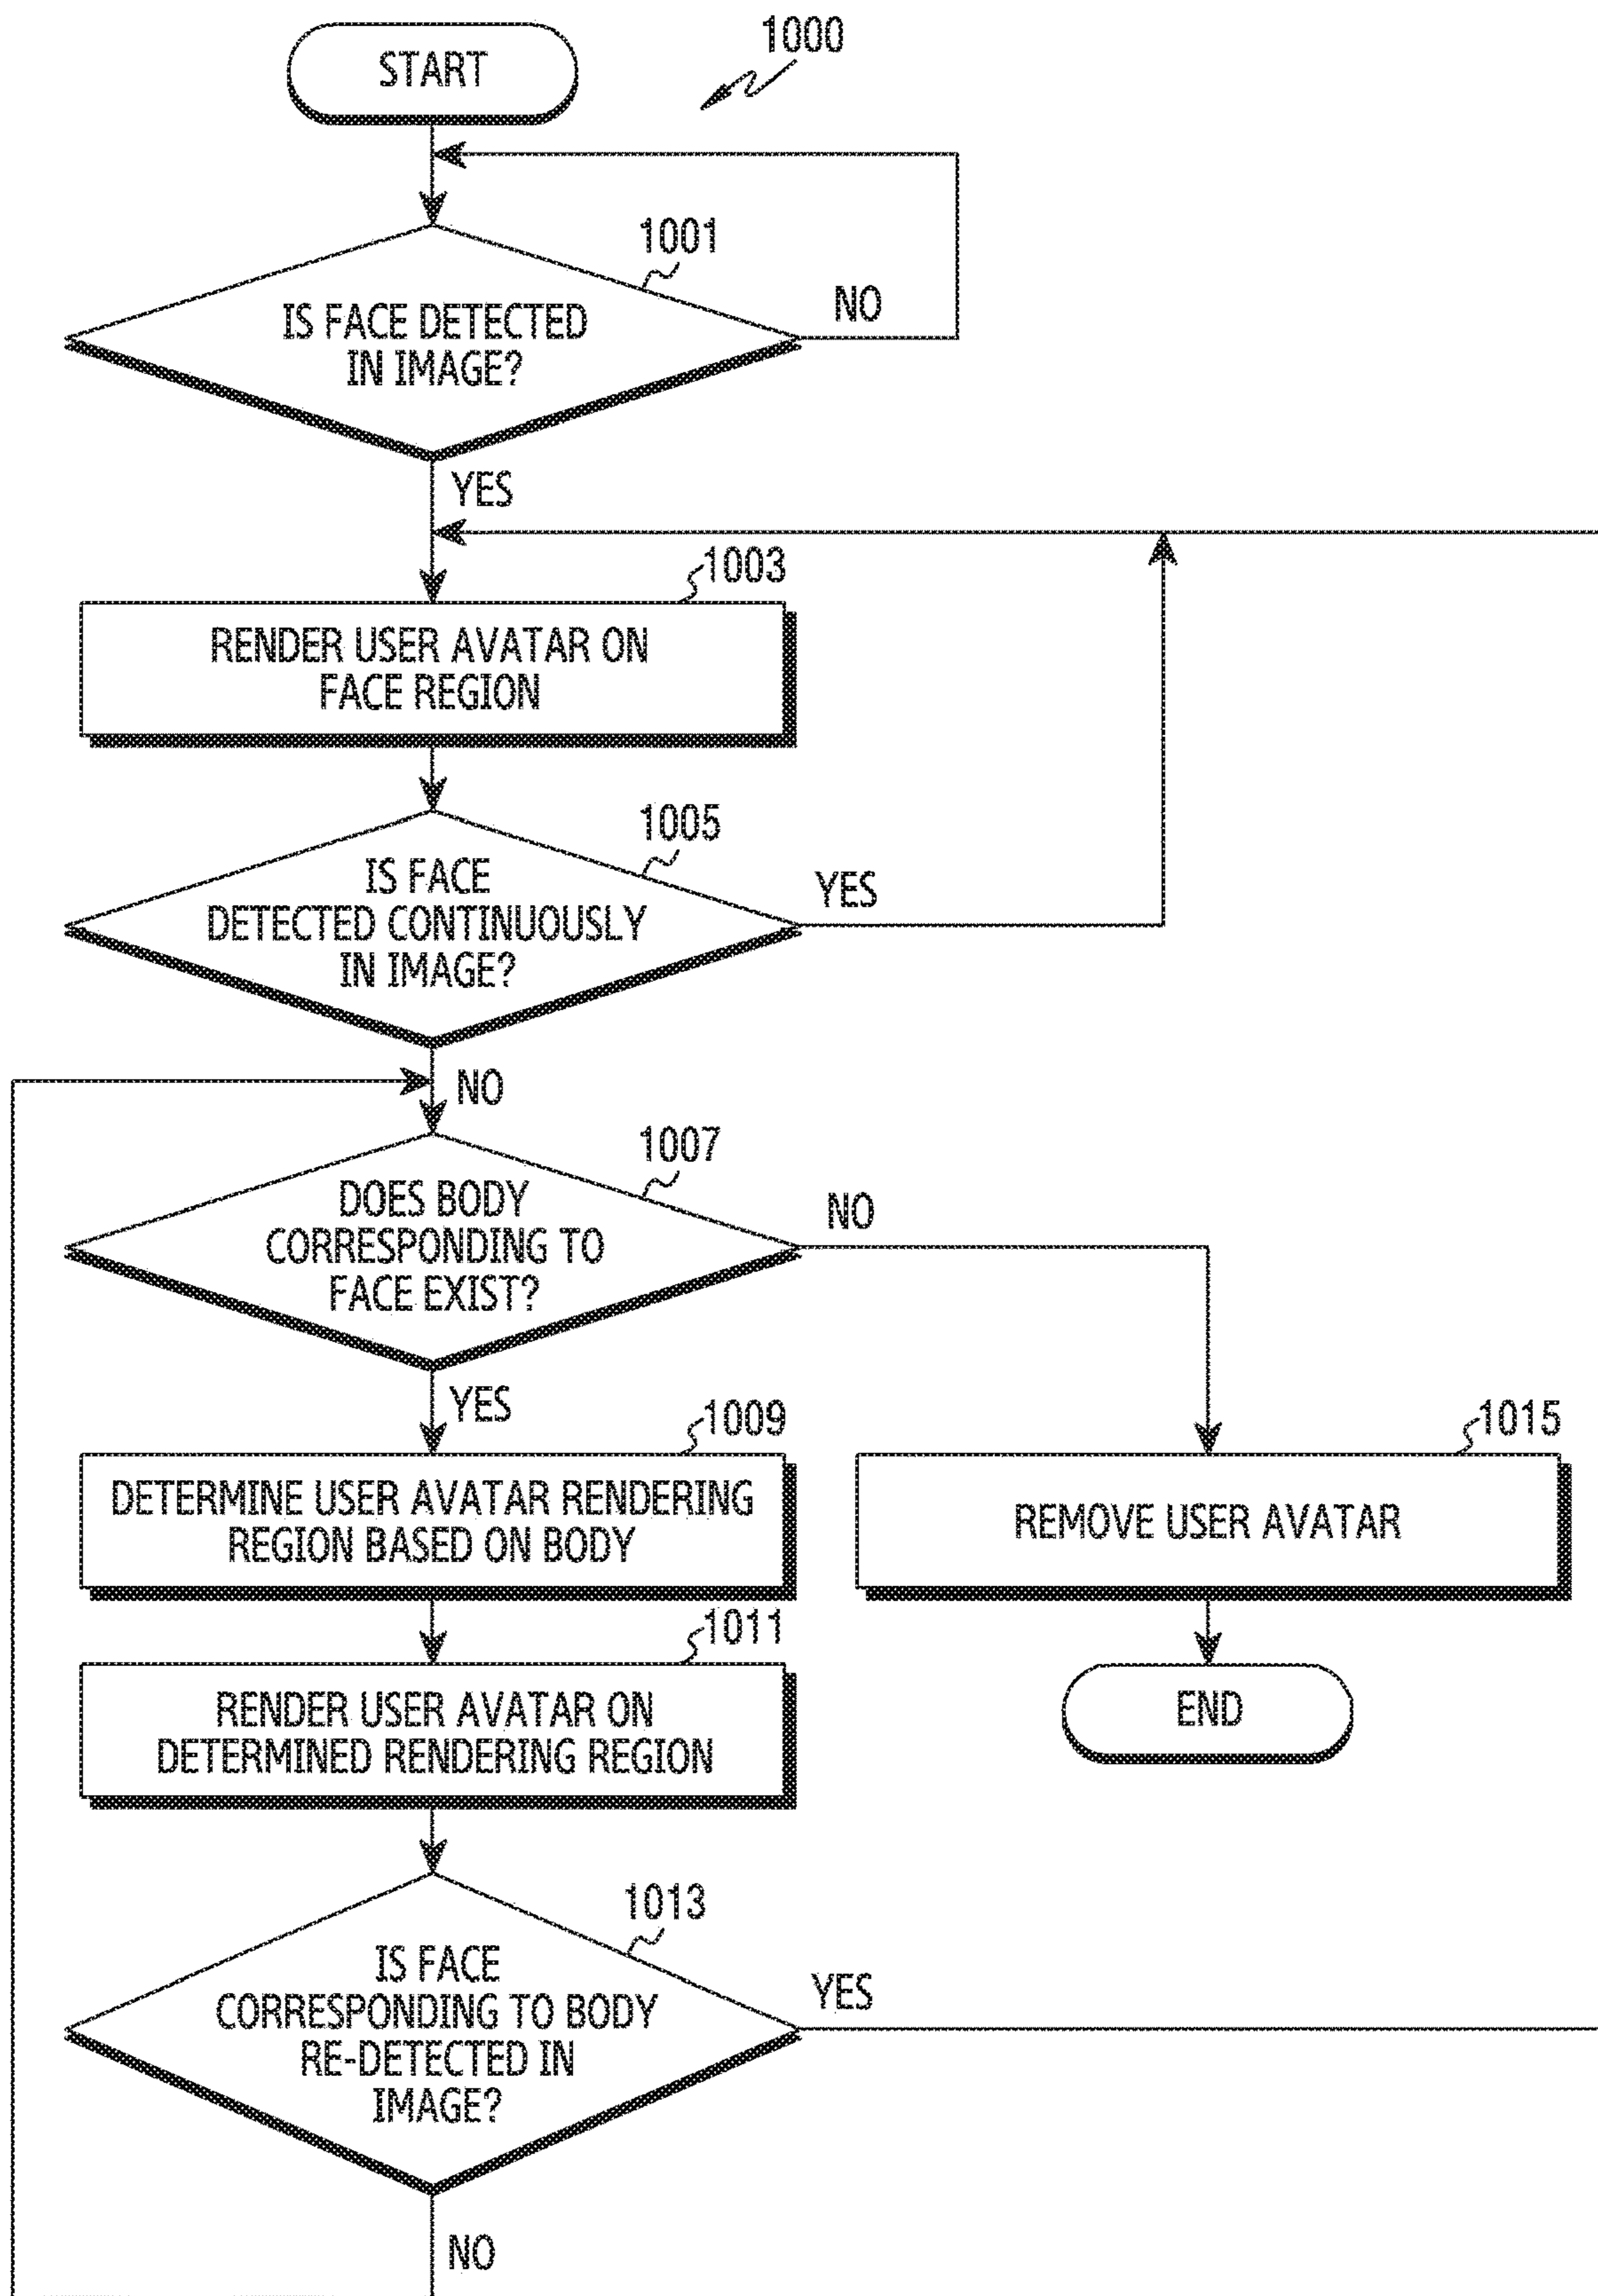 1000
START
1001
IS FACE DETECTED
IN IMAGE?
NO
YES
1003
RENDER USER AVATAR ON
FACE REGION
1005
IS FACE
DETECTED CONTINUOUSLY
IN IMAGE?
YES
NO
1007
DOES BODY
CORRESPONDING TO
FACE EXIST?
NO
YES
1009
DETERMINE USER AVATAR RENDERING
REGION BASED ON BODY
1015
REMOVE USER AVATAR
1011
RENDER USER AVATAR ON
DETERMINED RENDERING REGION
END
1013
IS FACE
CORRESPONDING TO BODY
RE-DETECTED IN
IMAGE?
YES
NO